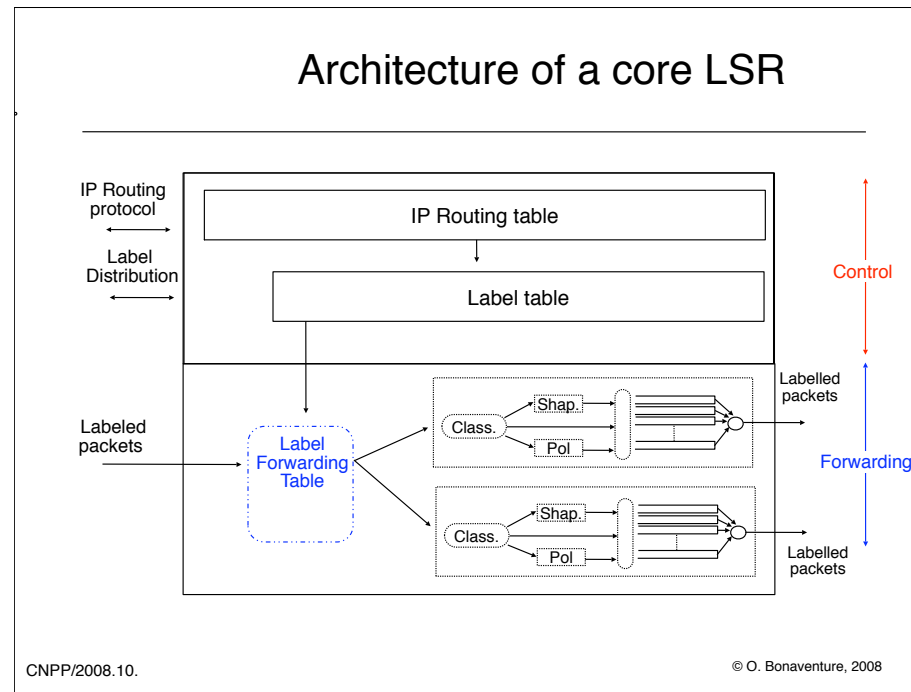 Architecture of a core LSR
IP Routing
protocol
Label
Distribution
IP Routing table
Label table
Control
Labeled
packets
Label
Forwarding
Table
Class.
Shap.
Pol
Labelled
packets
Forwarding
Class.
Shap.
Pol
Labelled
packets
CNPP/2008.10.
© O. Bonaventure, 2008